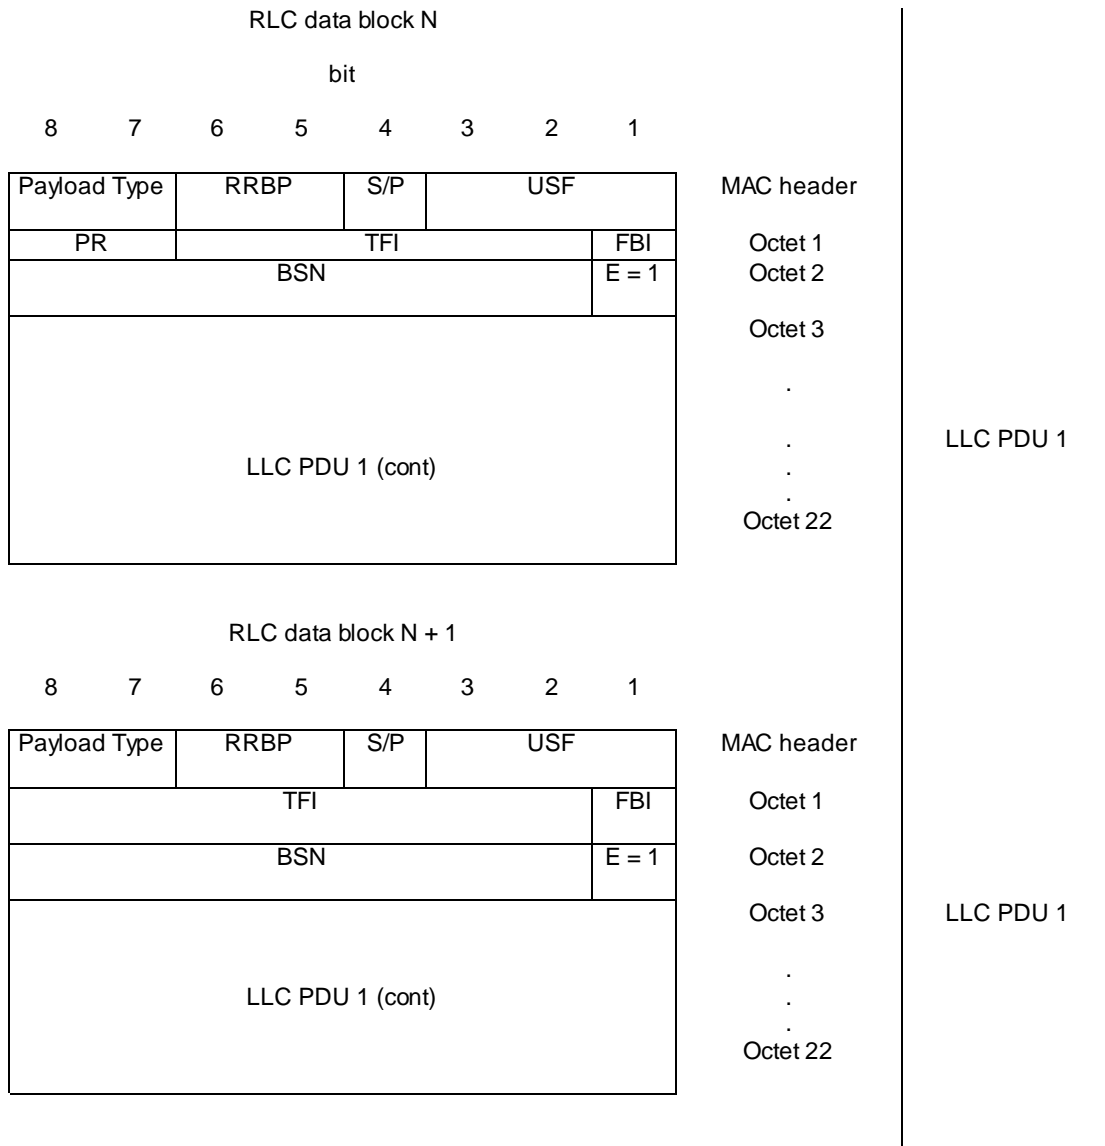 RLC data block N
bit
8 7 6 5 4 3 2 1
Payload Type RRBP S/P USF MAC header
PR TFI FBI Octet 1
BSN E = 1 Octet 2
Octet 3
.
. LLC PDU 1
LLC PDU 1 (cont) .
.
Octet 22
RLC data block N + 1
8 7 6 5 4 3 2 1
Payload Type RRBP S/P USF MAC header
TFI FBI Octet 1
BSN E = 1 Octet 2
Octet 3 LLC PDU 1
.
LLC PDU 1 (cont) .
.
Octet 22